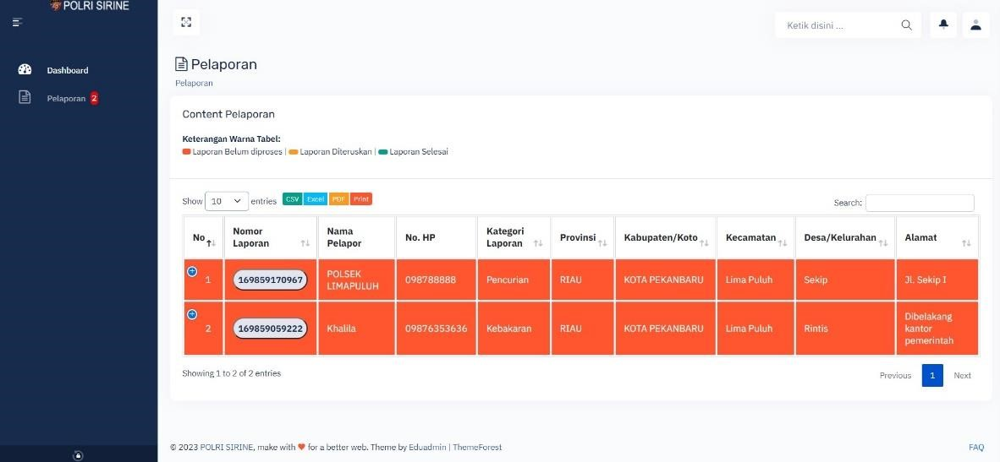 POLRI SIRINE
Ketik disini ...
Dashboard
Pelaporan 2
Pelaporan
Pelaporan
Content Pelaporan
Keterangan Warna Tabel:
Laporan Belum diproses | Laporan Diteruskan | Laporan Selesai
Show 10 entries CSV Excel PDF Print
Search:
No Nomor Laporan Nama Pelapor No. HP Kategori Laporan Provinsi Kabupaten/Koto Kecamatan Desa/Kelurahan Alamat
1 169859170967 POLSEK LIMAPULUH 098788888 Pencurian RIAU KOTA PEKANBARU Lima Puluh Sekip Jl. Sekip I
2 169859059222 Khalila 09876353636 Kebakaran RIAU KOTA PEKANBARU Lima Puluh Rintis Dibelakang kantor pemerintah
Showing 1 to 2 of 2 entries
Previous 1 Next
© 2023 POLRI SIRINE, make with ❤ for a better web. Theme by Eduadmin | ThemeForest
FAQ